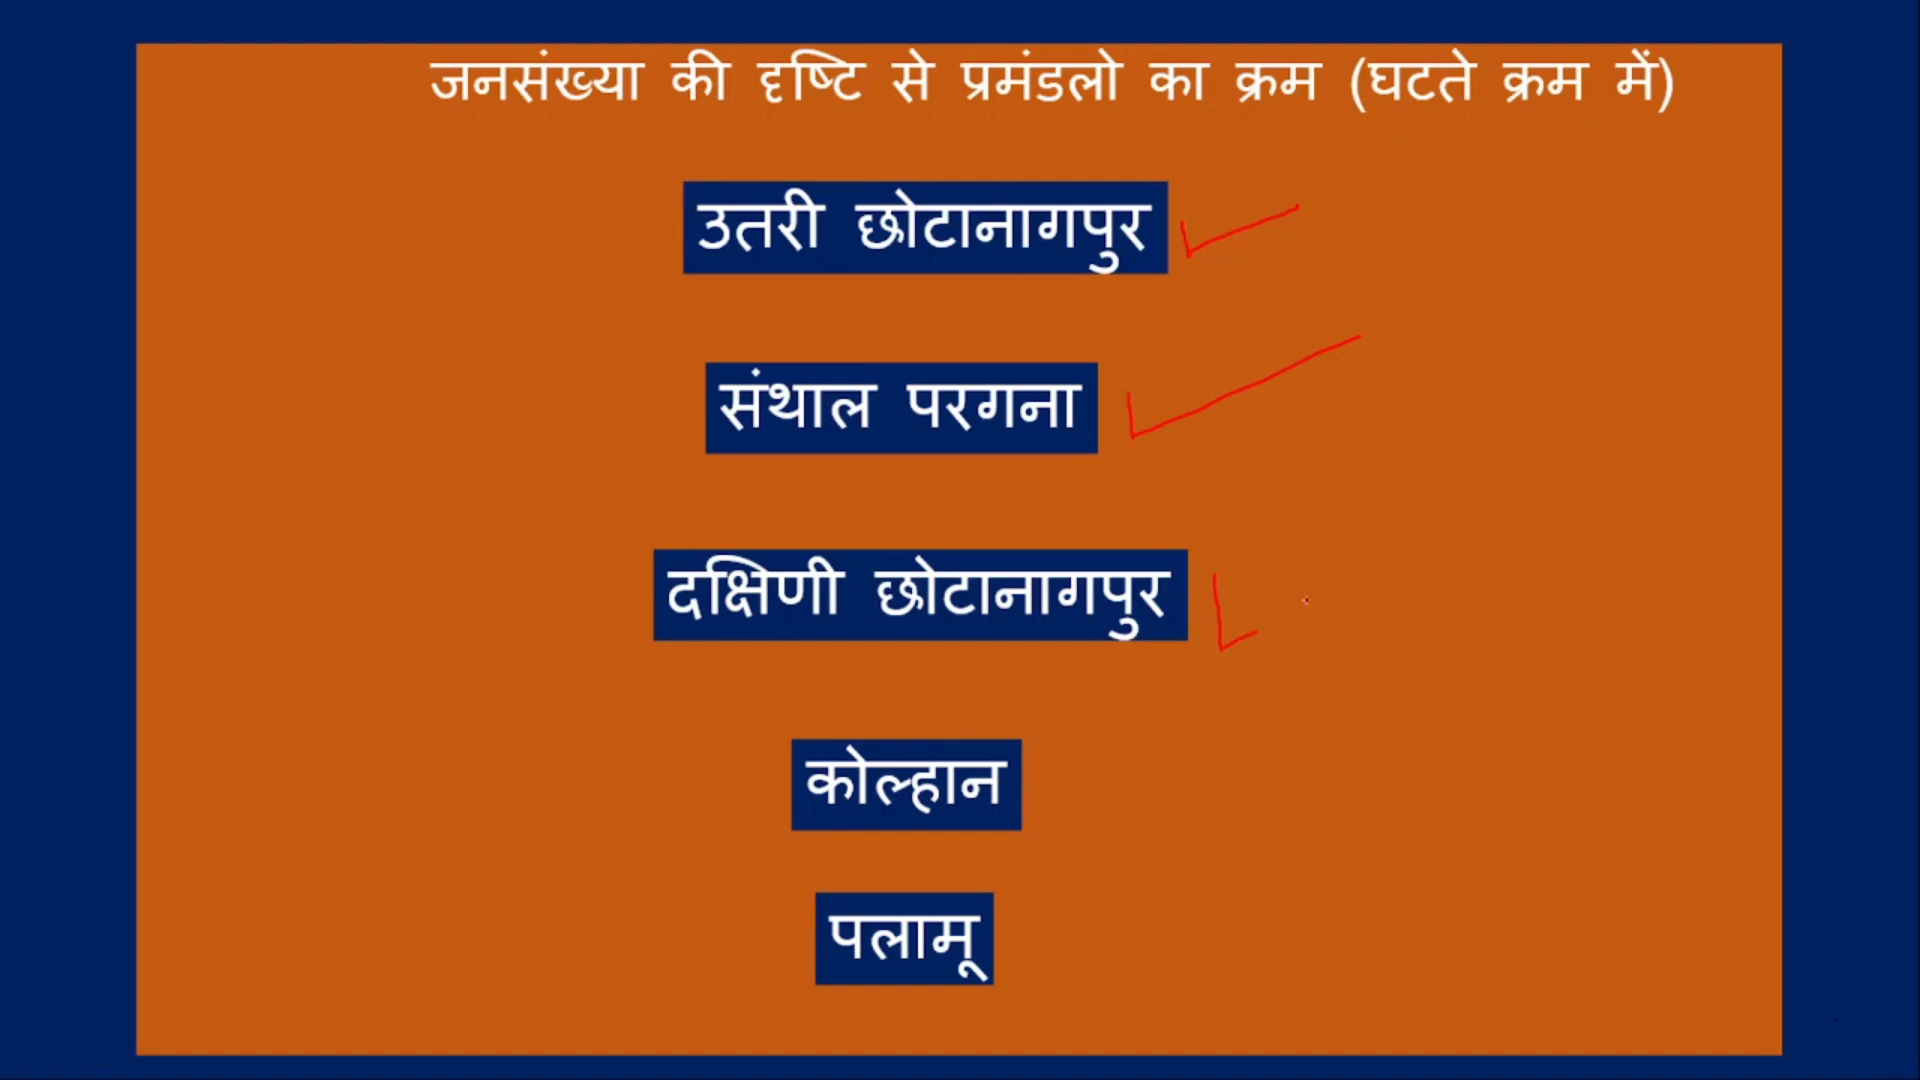 जनसंख्या की दृष्टि से प्रमंडलो का क्रम (घटते क्रम में)
उतरी छोटानागपुर
संथाल परगना
दक्षिणी छोटानागपुर
कोल्हान
पलामू